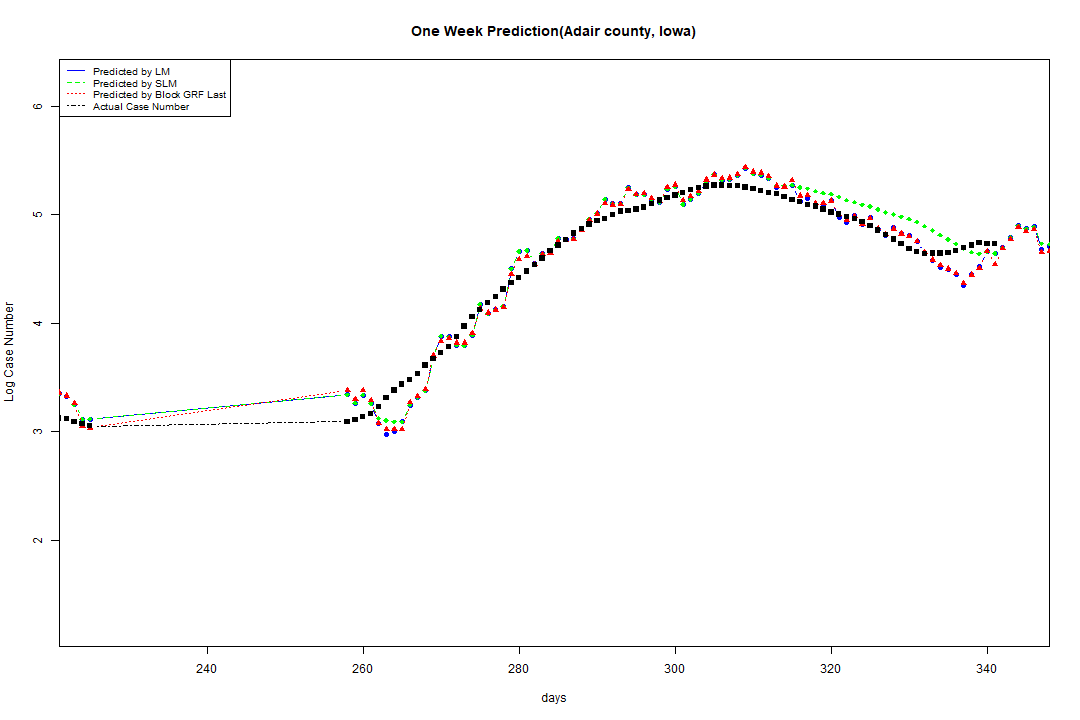 One Week Prediction(Adair county, Iowa)
Predicted by LM
Predicted by SLM
Predicted by Block GRF Last
Actual Case Number
6
5
4
3
2
Log Case Number
240 260 280 300 320 340
days